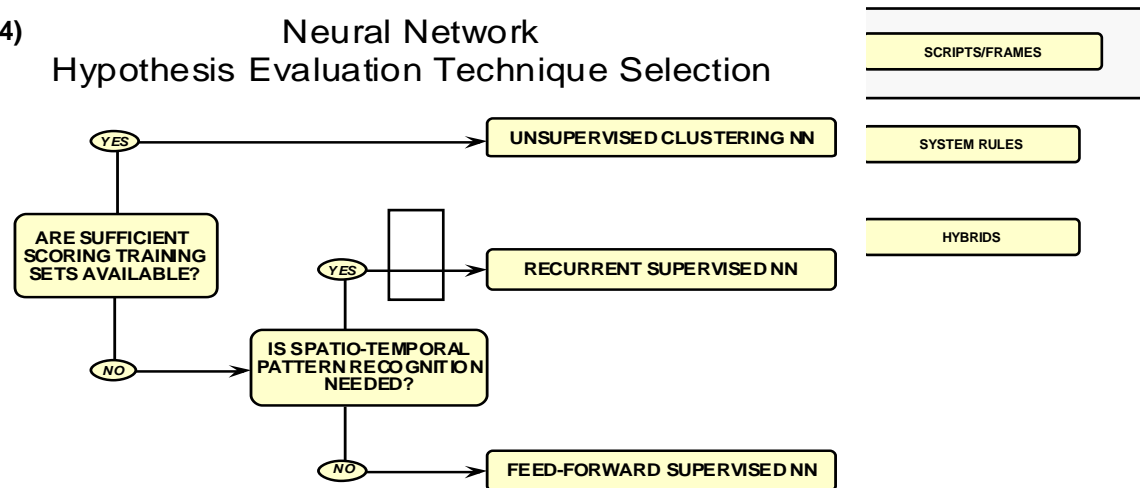 4)
Neural Network
Hypothesis Evaluation Technique Selection
SCRIPTS/FRAMES
YES
UNSUPERVISED CLUSTERING NN
SYSTEM RULES
ARE SUFFICIENT
SCORING TRAINING
SETS AVAILABLE?
HYBRIDS
YES
RECURRENT SUPERVISED NN
IS SPATIO-TEMPORAL
PATTERN RECOGNITION
NEEDED?
NO
NO
FEED-FORWARD SUPERVISED NN